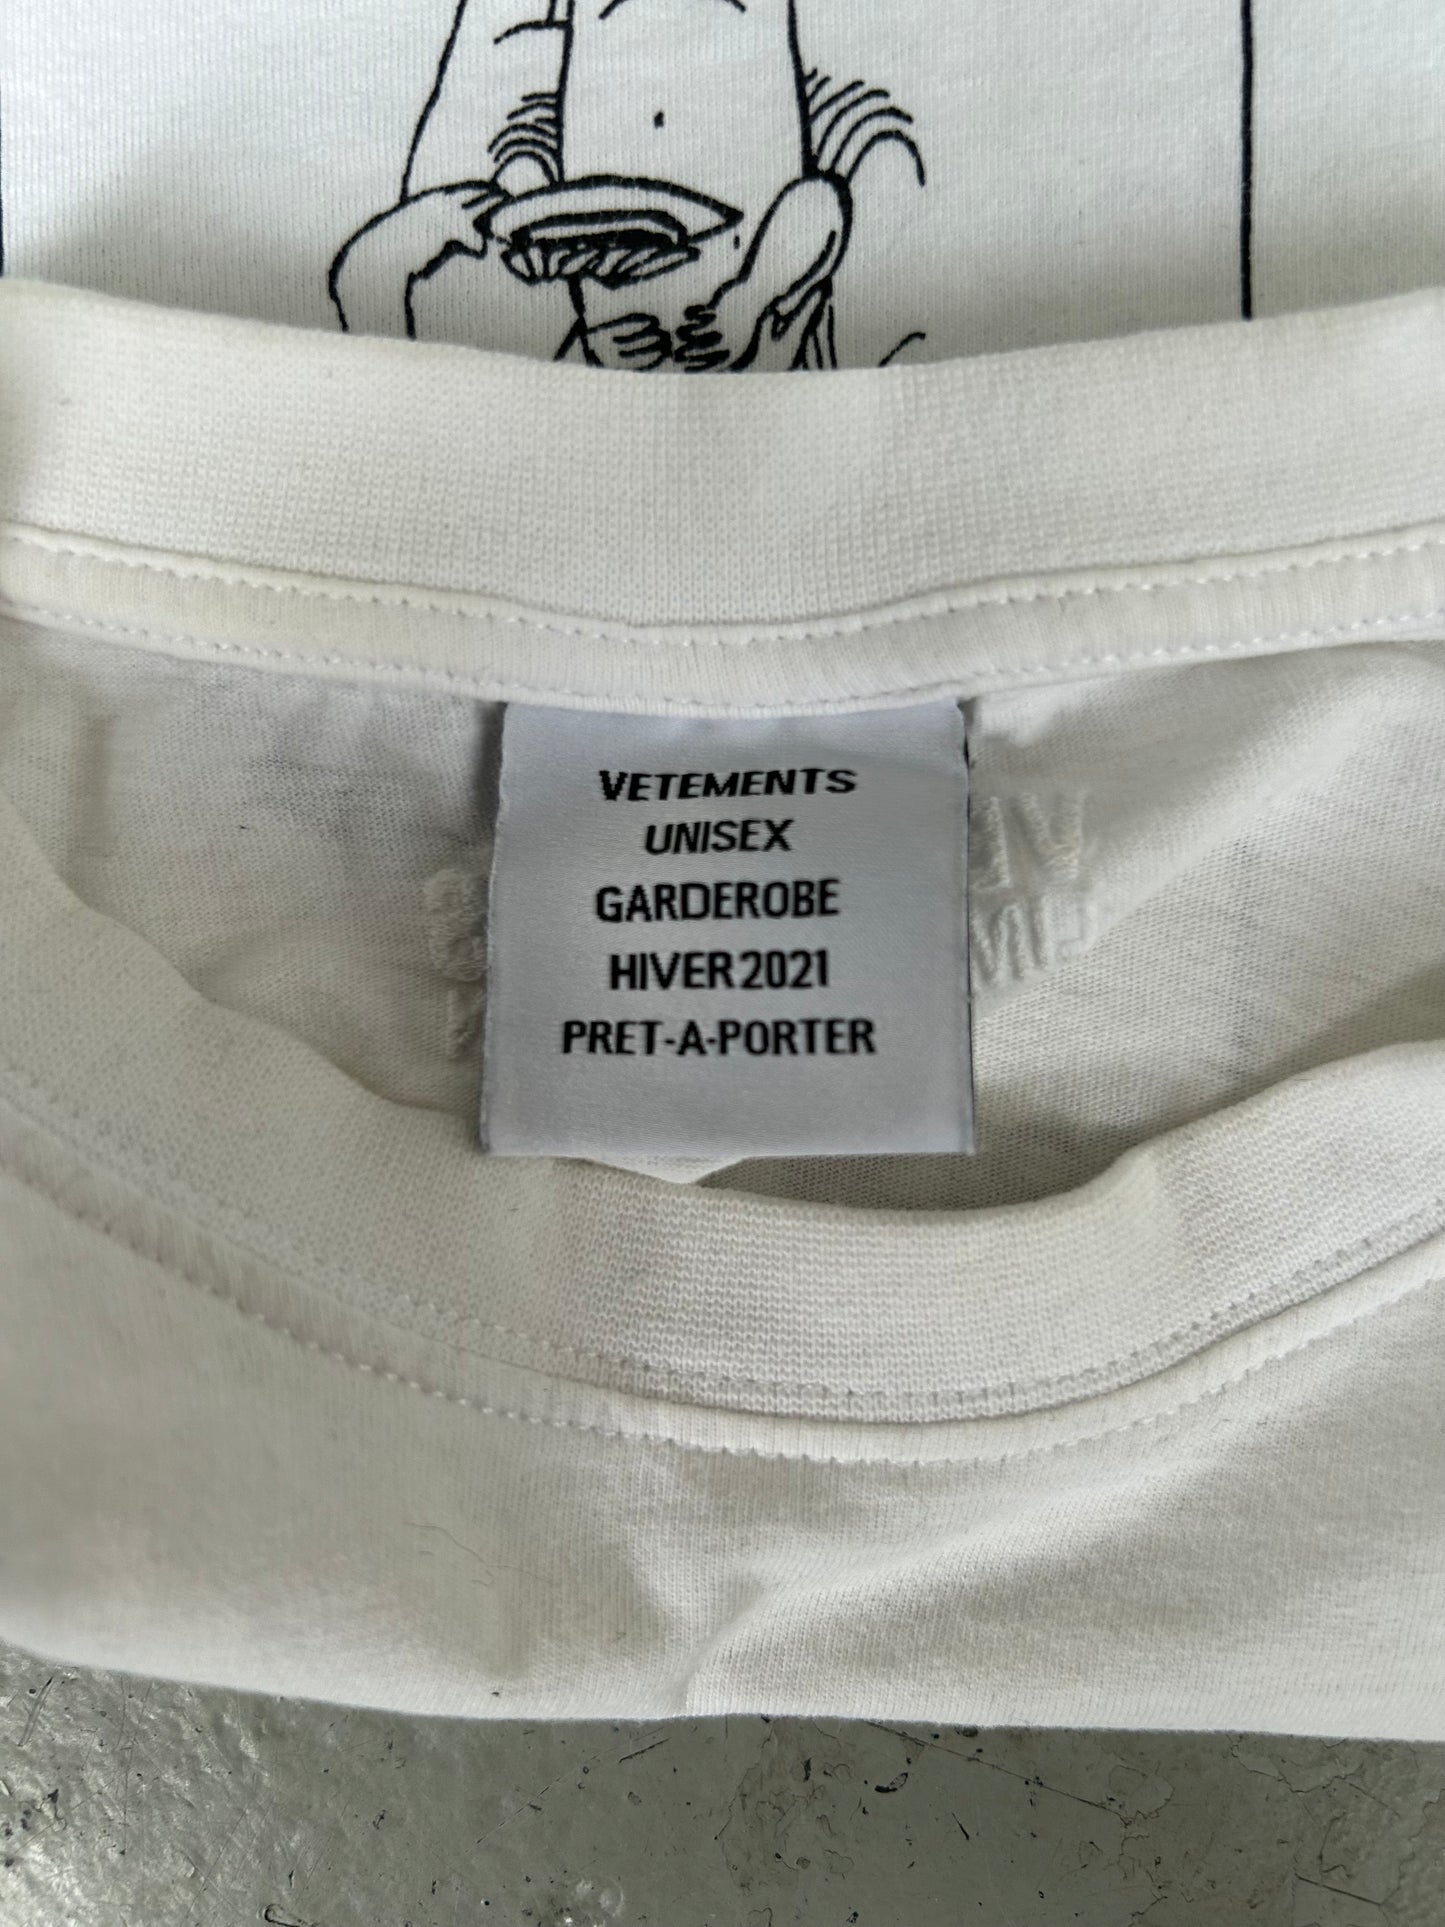 VETEMENTS
UNISEX
GARDEROBE
HIVER 2021
PRET-A-PORTER